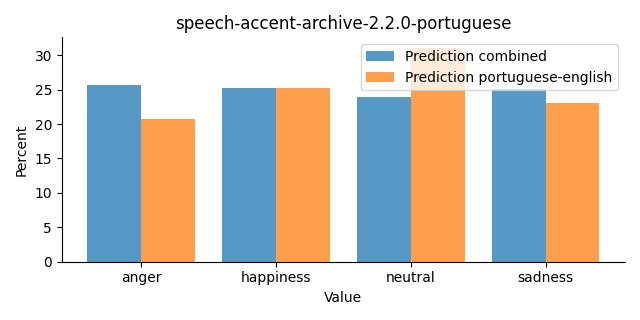 speech-accent-archive-2.2.0-portuguese
Prediction combined
Prediction portuguese-english
Percent
30
25
20
15
10
5
0
anger happiness neutral sadness
Value